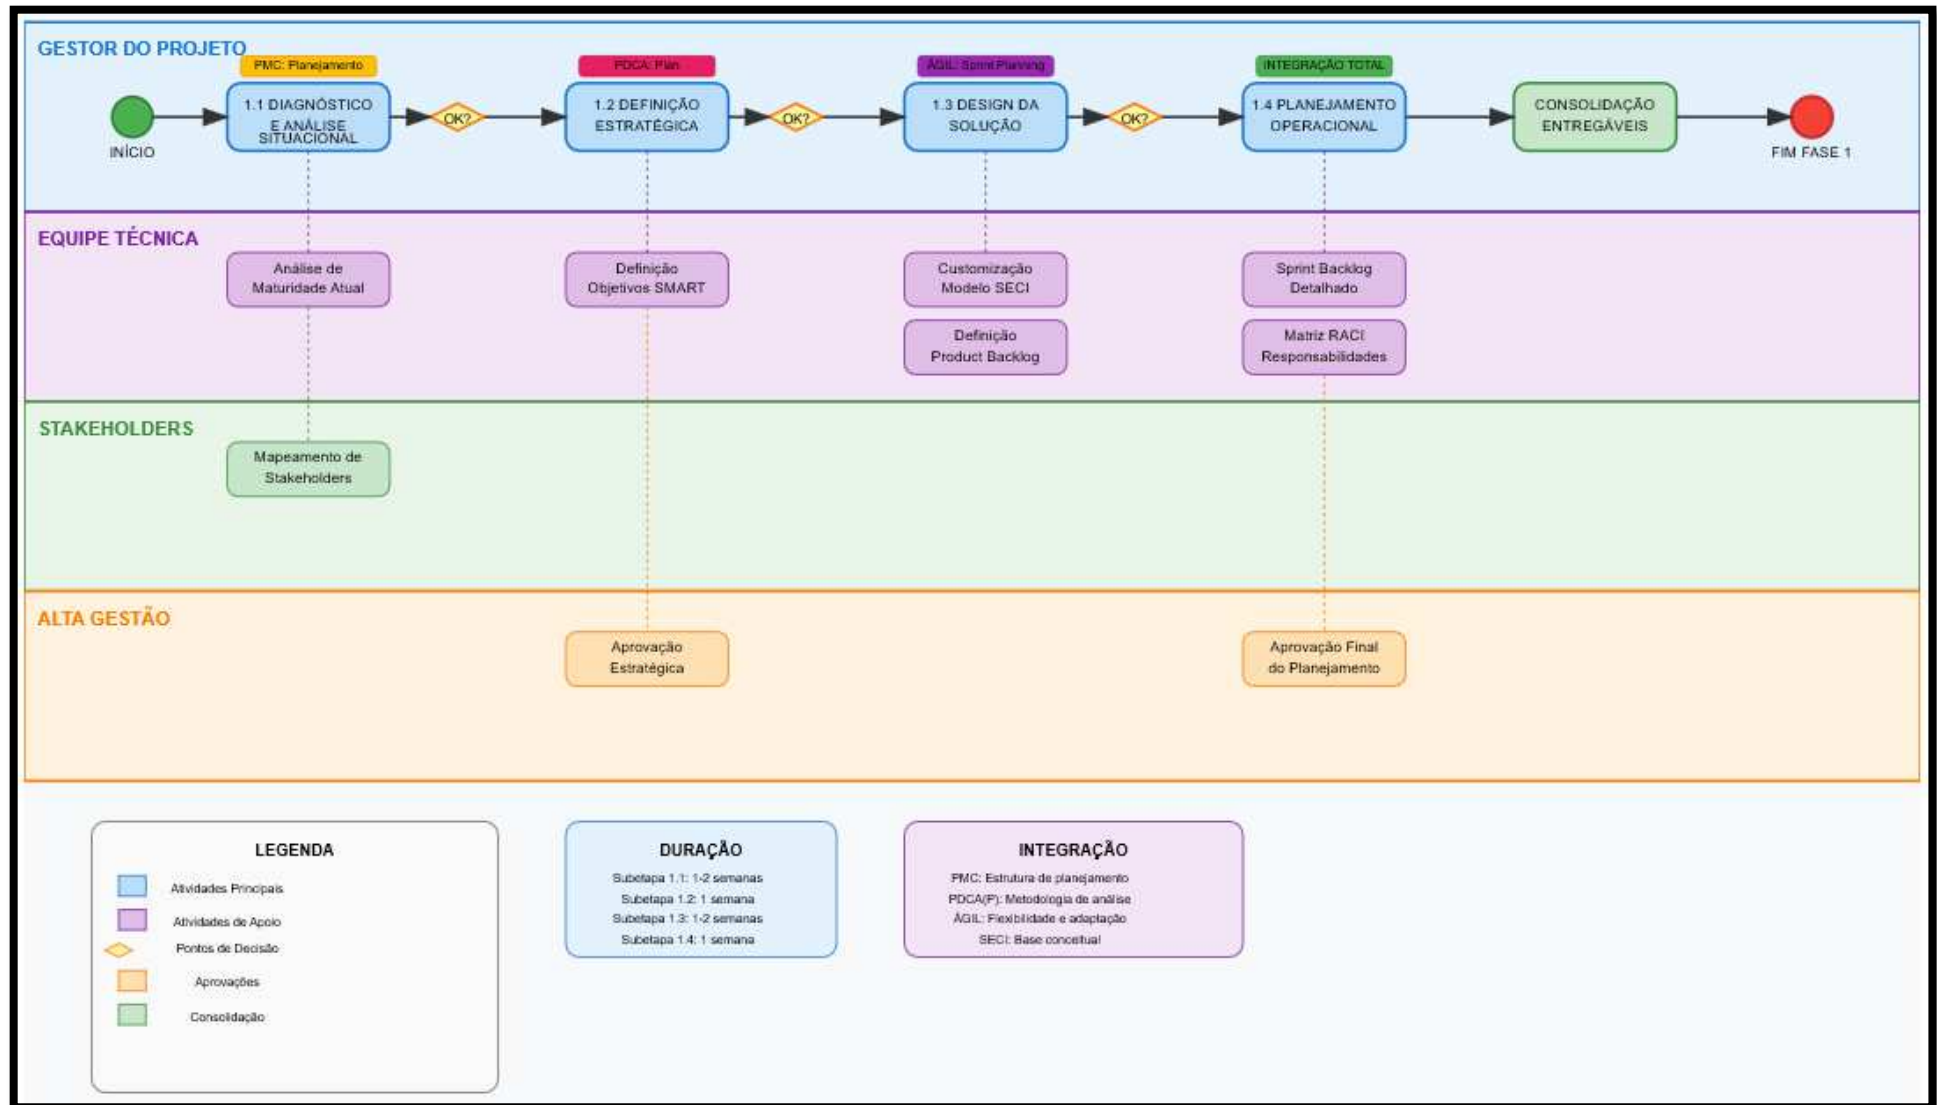 GESTOR DO PROJETO
PMC: Planejamento
PDCA: Plan
ÁGIL: Sprint Planning
INTEGRAÇÃO TOTAL
INÍCIO
1.1 DIAGNÓSTICO
E ANÁLISE
SITUACIONAL
OK?
1.2 DEFINIÇÃO
ESTRATÉGICA
OK?
1.3 DESIGN DA
SOLUÇÃO
OK?
1.4 PLANEJAMENTO
OPERACIONAL
CONSOLIDAÇÃO
ENTREGÁVEIS
FIM FASE 1
EQUIPE TÉCNICA
Análise de
Maturidade Atual
Definição
Objetivos SMART
Customização
Modelo SECI
Definição
Product Backlog
Sprint Backlog
Detalhado
Matriz RACI
Responsabilidades
STAKEHOLDERS
Mapeamento de
Stakeholders
ALTA GESTÃO
Aprovação
Estratégica
Aprovação Final
do Planejamento
LEGENDA
Atividades Principais
Atividades de Apoio
Pontos de Decisão
Aprovações
Consolidação
DURAÇÃO
Subetapa 1.1: 1-2 semanas
Subetapa 1.2: 1 semana
Subetapa 1.3: 1-2 semanas
Subetapa 1.4: 1 semana
INTEGRAÇÃO
PMC: Estrutura de planejamento
PDCA(P): Metodologia de análise
ÁGIL: Flexibilidade e adaptação
SECI: Base conceitual